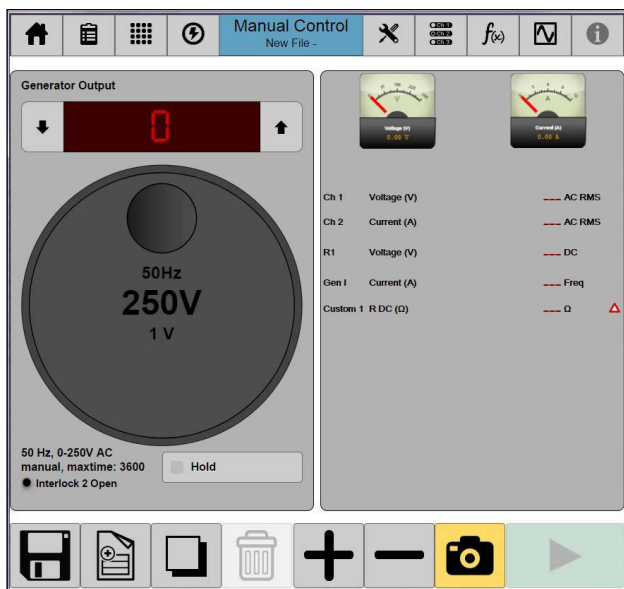 Manual Control
New File -
Ch 1
Ch 2
Ch 3
f(x)
Generator Output
0
50Hz
250V
1 V
50 Hz, 0-250V AC
manual, maxtime: 3600
Interlock 2 Open
Hold
V
Voltage (V)
0.00 V
A
Current (A)
0.00 A
Ch 1 Voltage (V) --- AC RMS
Ch 2 Current (A) --- AC RMS
R1 Voltage (V) --- DC
Gen I Current (A) --- Freq
Custom 1 R DC (Ω) --- Ω